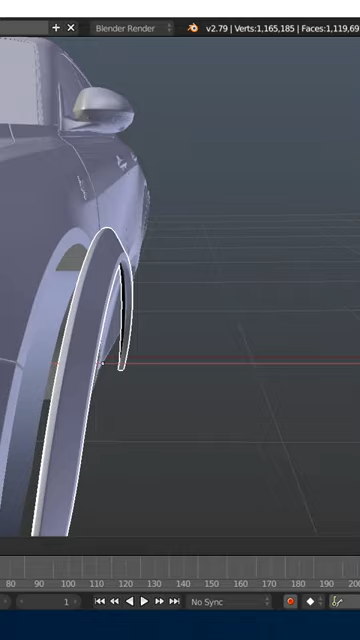 Blender Render v2.79 | Verts:1,165,185 | Faces:1,119,69
80 90 100 110 120 130 140 150 160 170 180 190 200
1 No Sync